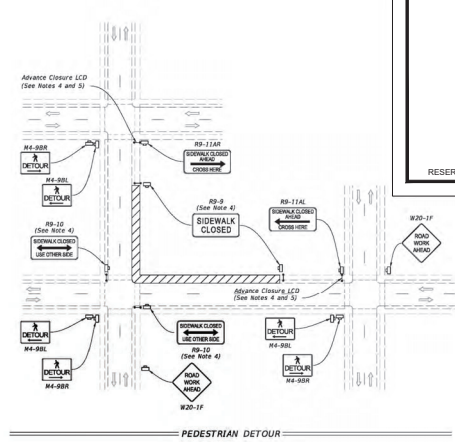 Advance Closure LCD
(See Notes 4 and 5)
M4-9BR
DETOUR
M4-9BL
DETOUR
R9-11AR
SIDEWALK CLOSED
AHEAD
CROSS HERE
RESER
R9-9
(See Note 4)
SIDEWALK
CLOSED
R9-11AL
SIDEWALK CLOSED
AHEAD
CROSS HERE
W20-1F
ROAD
WORK
AHEAD
R9-10
(See Note 4)
SIDEWALK CLOSED
USE OTHER SIDE
Advance Closure LCD
(See Notes 4 and 5)
DETOUR
M4-9BL
DETOUR
M4-9BR
SIDEWALK CLOSED
USE OTHER SIDE
R9-10
(See Note 4)
DETOUR
M4-9BL
DETOUR
M4-9BR
ROAD
WORK
AHEAD
W20-1F
PEDESTRIAN DETOUR